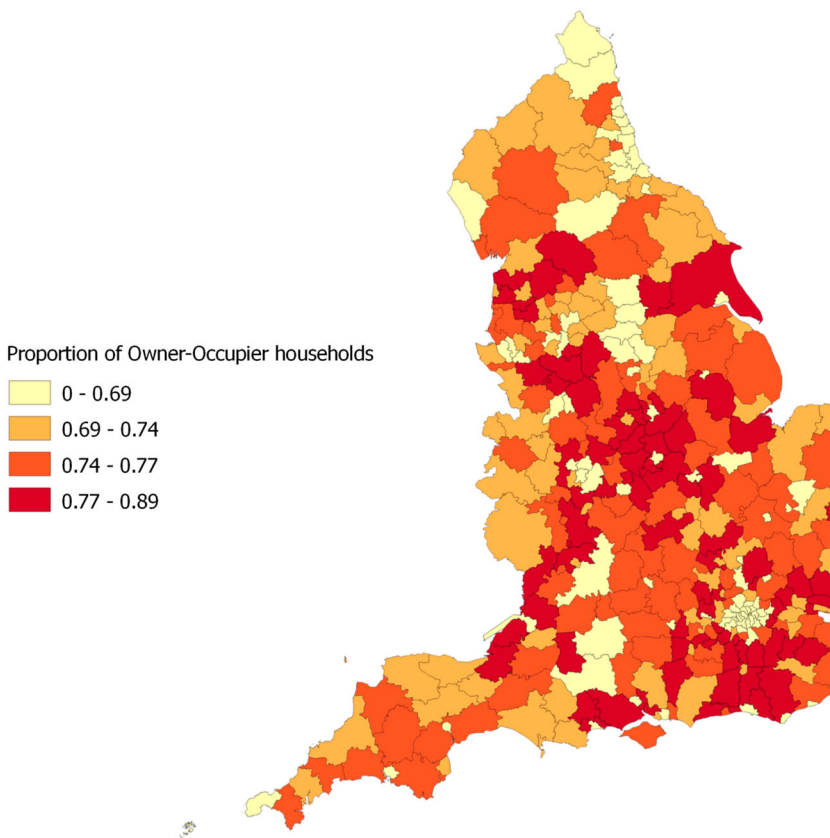 Proportion of Owner-Occupier households
0 - 0.69
0.69 - 0.74
0.74 - 0.77
0.77 - 0.89